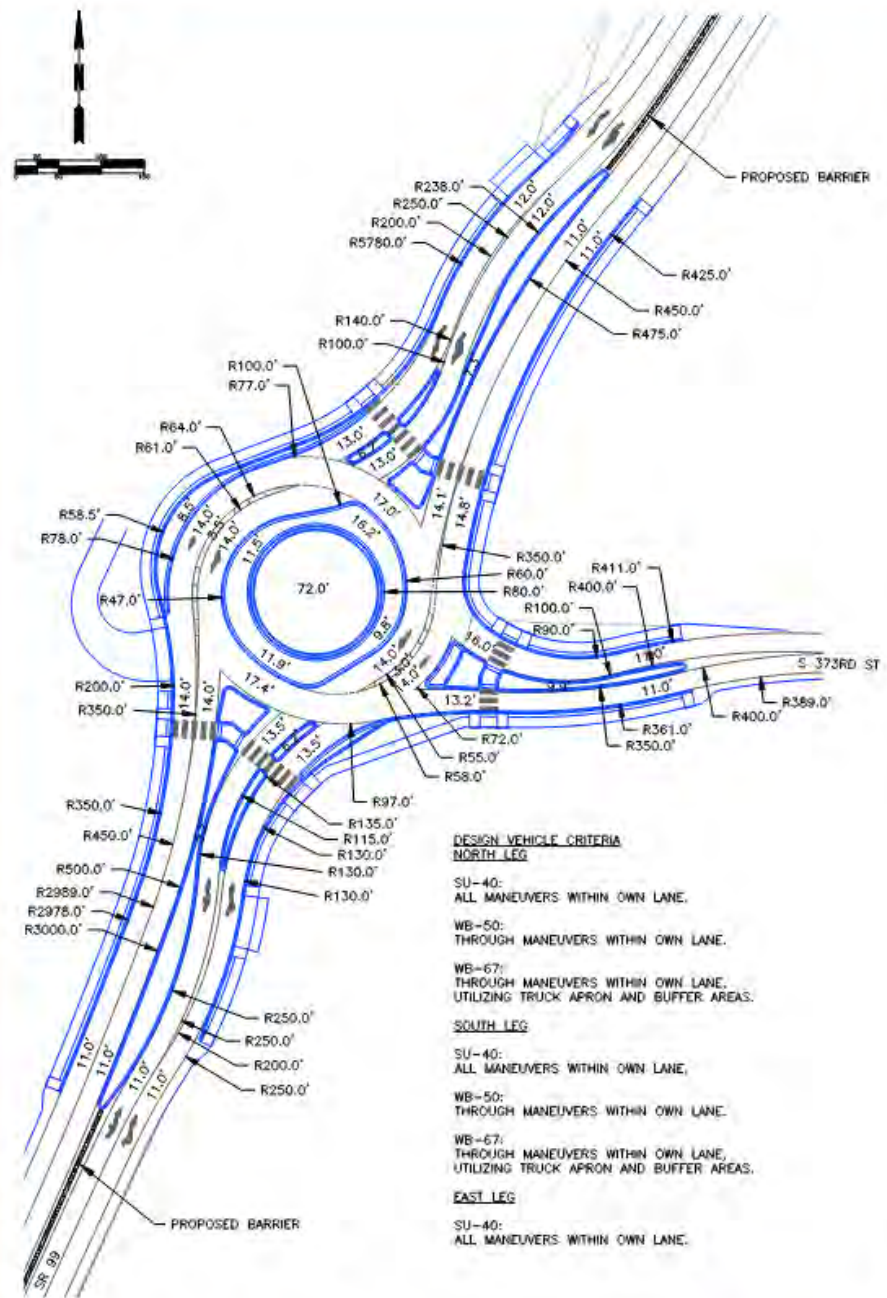 N
PROPOSED BARRIER
R238.0'
R250.0'
R200.0'
R5780.0'
12.0'
12.0'
11.0'
11.0'
R425.0'
R450.0'
R475.0'
R140.0'
R100.0'
R100.0'
R77.0'
R64.0'
R61.0'
13.0'
13.0'
17.0'
14.1'
14.8'
R58.5'
R78.0'
8.5'
14.0'
8.5'
14.0'
11.5'
16.2'
72.0'
R47.0'
R350.0'
R60.0'
R80.0'
R411.0'
R400.0'
R100.0'
R90.0'
9.8'
11.9'
14.0'
14.0'
16.0'
S 373RD ST
17.4'
13.2'
11.0'
R200.0'
R350.0'
14.0'
14.0'
13.5'
13.5'
R72.0'
R55.0'
R58.0'
R97.0'
R389.0'
R400.0'
R361.0'
R350.0'
R135.0'
R115.0'
R130.0'
R130.0'
R130.0'
R350.0'
R450.0'
R500.0'
R2989.0'
R2978.0'
R3000.0'
R250.0'
R250.0'
R200.0'
R250.0'
11.0'
11.0'
11.0'
11.0'
PROPOSED BARRIER
SR 99
DESIGN VEHICLE CRITERIA
NORTH LEG
SU-40:
ALL MANEUVERS WITHIN OWN LANE.
WB-50:
THROUGH MANEUVERS WITHIN OWN LANE.
WB-67:
THROUGH MANEUVERS WITHIN OWN LANE,
UTILIZING TRUCK APRON AND BUFFER AREAS.
SOUTH LEG
SU-40:
ALL MANEUVERS WITHIN OWN LANE.
WB-50:
THROUGH MANEUVERS WITHIN OWN LANE.
WB-67:
THROUGH MANEUVERS WITHIN OWN LANE,
UTILIZING TRUCK APRON AND BUFFER AREAS.
EAST LEG
SU-40:
ALL MANEUVERS WITHIN OWN LANE.